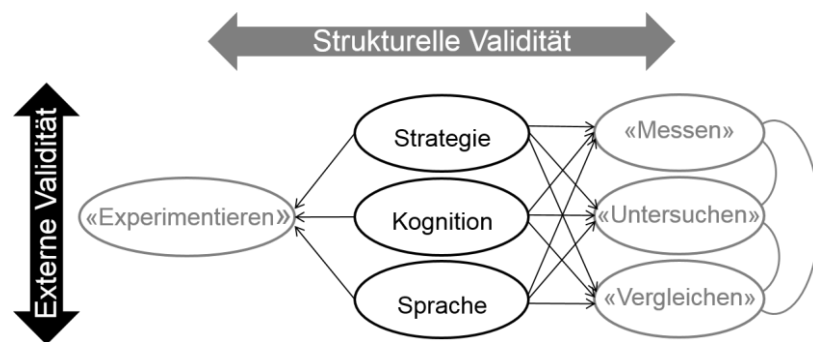 Strukturelle Validität
Externe Validität
Strategie
«Messen»
«Experimentieren»
Kognition
«Untersuchen»
Sprache
«Vergleichen»